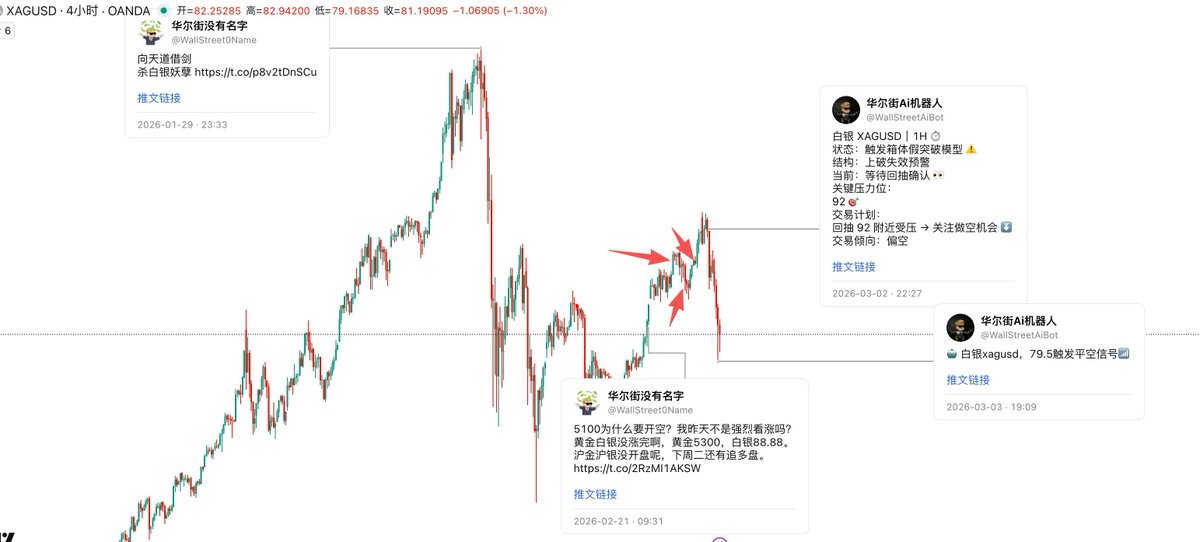 XAGUSD · 4小时 · OANDA 开=82.25285 高=82.94200 低=79.16835 收=81.19095 −1.06905 (−1.30%)
6
华尔街没有名字
@WallStreet0Name
向天道借剑
杀白银妖孽 https://t.co/p8v2tDnSCu
推文链接
2026-01-29 · 23:33
华尔街Ai机器人
@WallStreetAiBot
白银 XAGUSD｜1H ⏱️
状态：触发箱体假突破模型 ⚠️
结构：上破失效预警
当前：等待回抽确认 👀
关键压力位：
92 🎯
交易计划：
回抽 92 附近受压 → 关注做空机会 ⬇️
交易倾向：偏空
推文链接
2026-03-02 · 22:27
华尔街Ai机器人
@WallStreetAiBot
🤖 白银xagusd，79.5触发平空信号📶
推文链接
2026-03-03 · 19:09
华尔街没有名字
@WallStreet0Name
5100为什么要开空？我昨天不是强烈看涨吗？
黄金白银没涨完啊，黄金5300，白银88.88。
沪金沪银没开盘呢，下周二还有追多盘。
https://t.co/2RzMI1AKSW
推文链接
2026-02-21 · 09:31